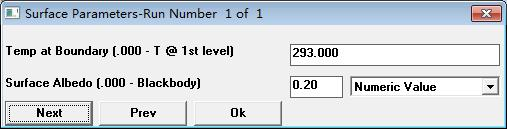 Surface Parameters-Run Number 1 of 1
Temp at Boundary (.000 - T @ 1st level) 293.000
Surface Albedo (.000 - Blackbody) 0.20 Numeric Value
Next Prev Ok